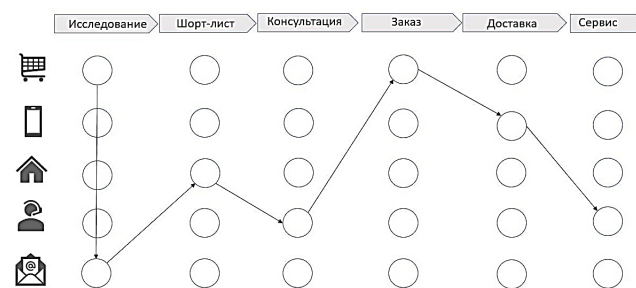 Исследование
Шорт-лист
Консультация
Заказ
Доставка
Сервис
@